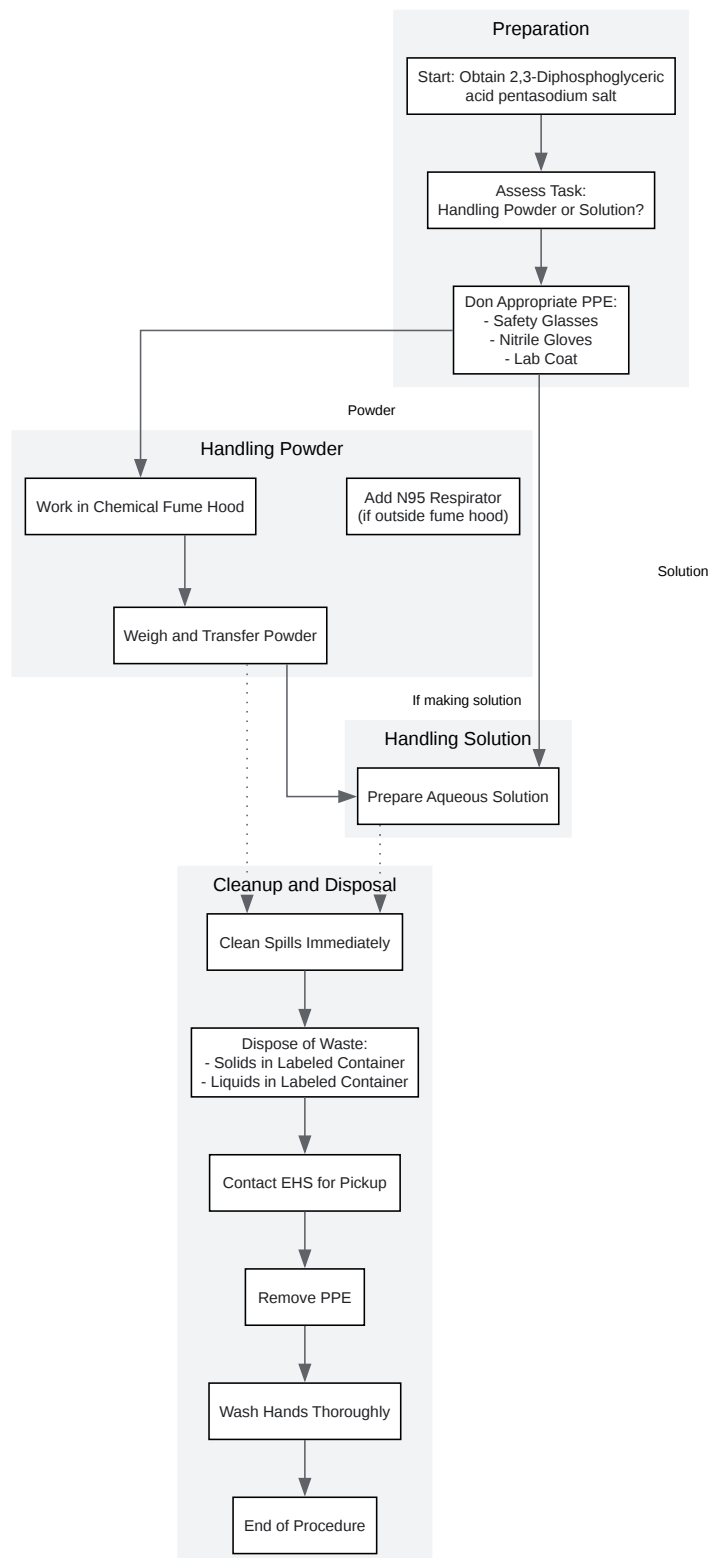 Preparation
Start: Obtain 2,3-Diphosphoglyceric
acid pentasodium salt
Assess Task:
Handling Powder or Solution?
Don Appropriate PPE:
- Safety Glasses
- Nitrile Gloves
- Lab Coat
Powder
Handling Powder
Work in Chemical Fume Hood
Add N95 Respirator
(if outside fume hood)
Solution
Weigh and Transfer Powder
If making solution
Handling Solution
Prepare Aqueous Solution
Cleanup and Disposal
Clean Spills Immediately
Dispose of Waste:
- Solids in Labeled Container
- Liquids in Labeled Container
Contact EHS for Pickup
Remove PPE
Wash Hands Thoroughly
End of Procedure